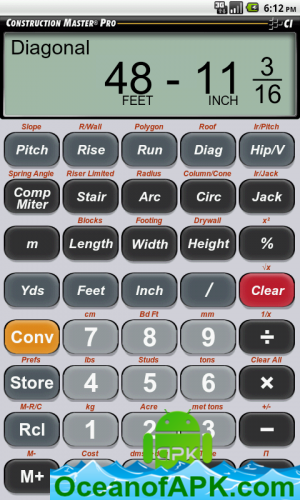 3G 6:12 PM
CONSTRUCTION MASTER® PRO CI
Diagonal
48 - 11 3/16
FEET INCH
Slope R/Wall Polygon Roof Ir/Pitch
Pitch Rise Run Diag Hip/V
Spring Angle Riser Limited Radius Column/Cone Ir/Jack
Comp Miter Stair Arc Circ Jack
Blocks Footing Drywall x³
m Length Width Height %
√x
Yds Feet Inch / Clear
cm Bd Ft mm 1/x
Conv 7 8 9 ÷
Prefs lbs Studs tons Clear All
Store 4 5 6 ×
M-R/C kg Acre met tons +/-
Rcl 1 2 3 −
M- Cost Π
M+
APK
OceanofAPK.com